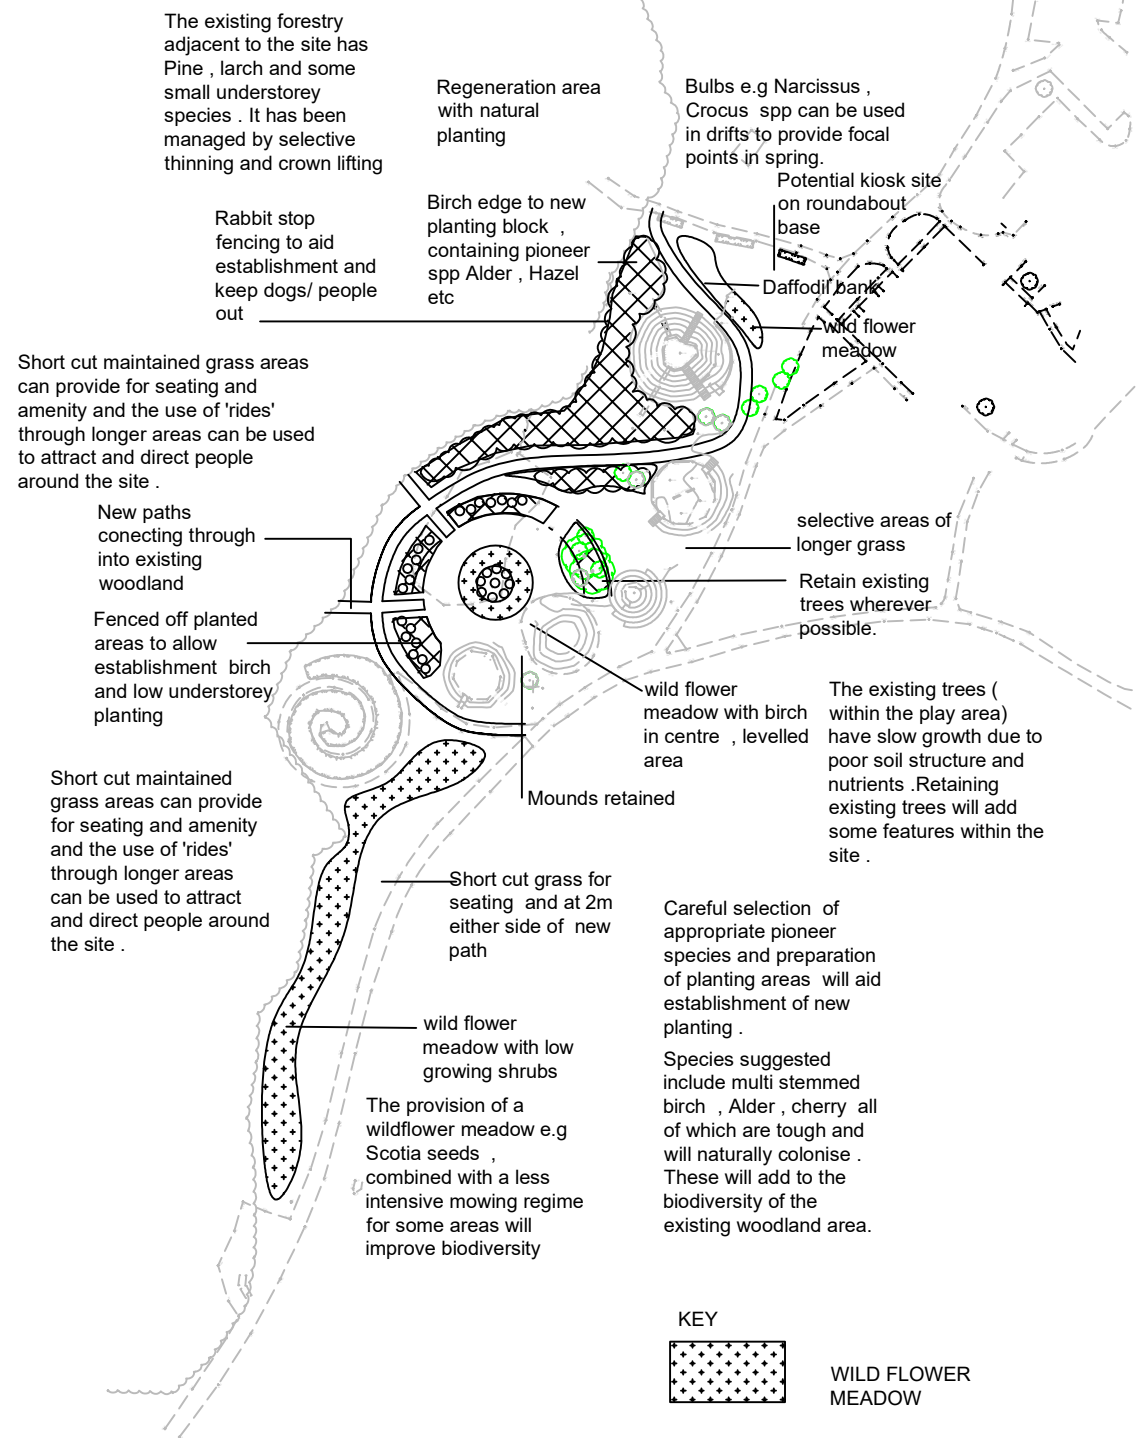 The existing forestry
adjacent to the site has
Pine , larch and some
small understorey
species . It has been
managed by selective
thinning and crown lifting
Regeneration area
with natural
planting
Bulbs e.g Narcissus ,
Crocus spp can be used
in drifts to provide focal
points in spring.
Potential kiosk site
on roundabout
base
Birch edge to new
planting block ,
containing pioneer
spp Alder , Hazel
etc
Rabbit stop
fencing to aid
establishment and
keep dogs/ people
out
Daffodil bank
wild flower
meadow
Short cut maintained grass areas
can provide for seating and
amenity and the use of 'rides'
through longer areas can be used
to attract and direct people
around the site .
New paths
conecting through
into existing
woodland
selective areas of
longer grass
Retain existing
trees wherever
possible.
Fenced off planted
areas to allow
establishment birch
and low understorey
planting
wild flower
meadow with birch
in centre , levelled
area
The existing trees (
within the play area)
have slow growth due to
poor soil structure and
nutrients .Retaining
existing trees will add
some features within the
site .
Mounds retained
Short cut maintained
grass areas can provide
for seating and amenity
and the use of 'rides'
through longer areas
can be used to attract
and direct people around
the site .
Short cut grass for
seating and at 2m
either side of new
path
Careful selection of
appropriate pioneer
species and preparation
of planting areas will aid
establishment of new
planting .
wild flower
meadow with low
growing shrubs
Species suggested
include multi stemmed
birch , Alder , cherry all
of which are tough and
will naturally colonise .
These will add to the
biodiversity of the
existing woodland area.
The provision of a
wildflower meadow e.g
Scotia seeds ,
combined with a less
intensive mowing regime
for some areas will
improve biodiversity
KEY
WILD FLOWER
MEADOW